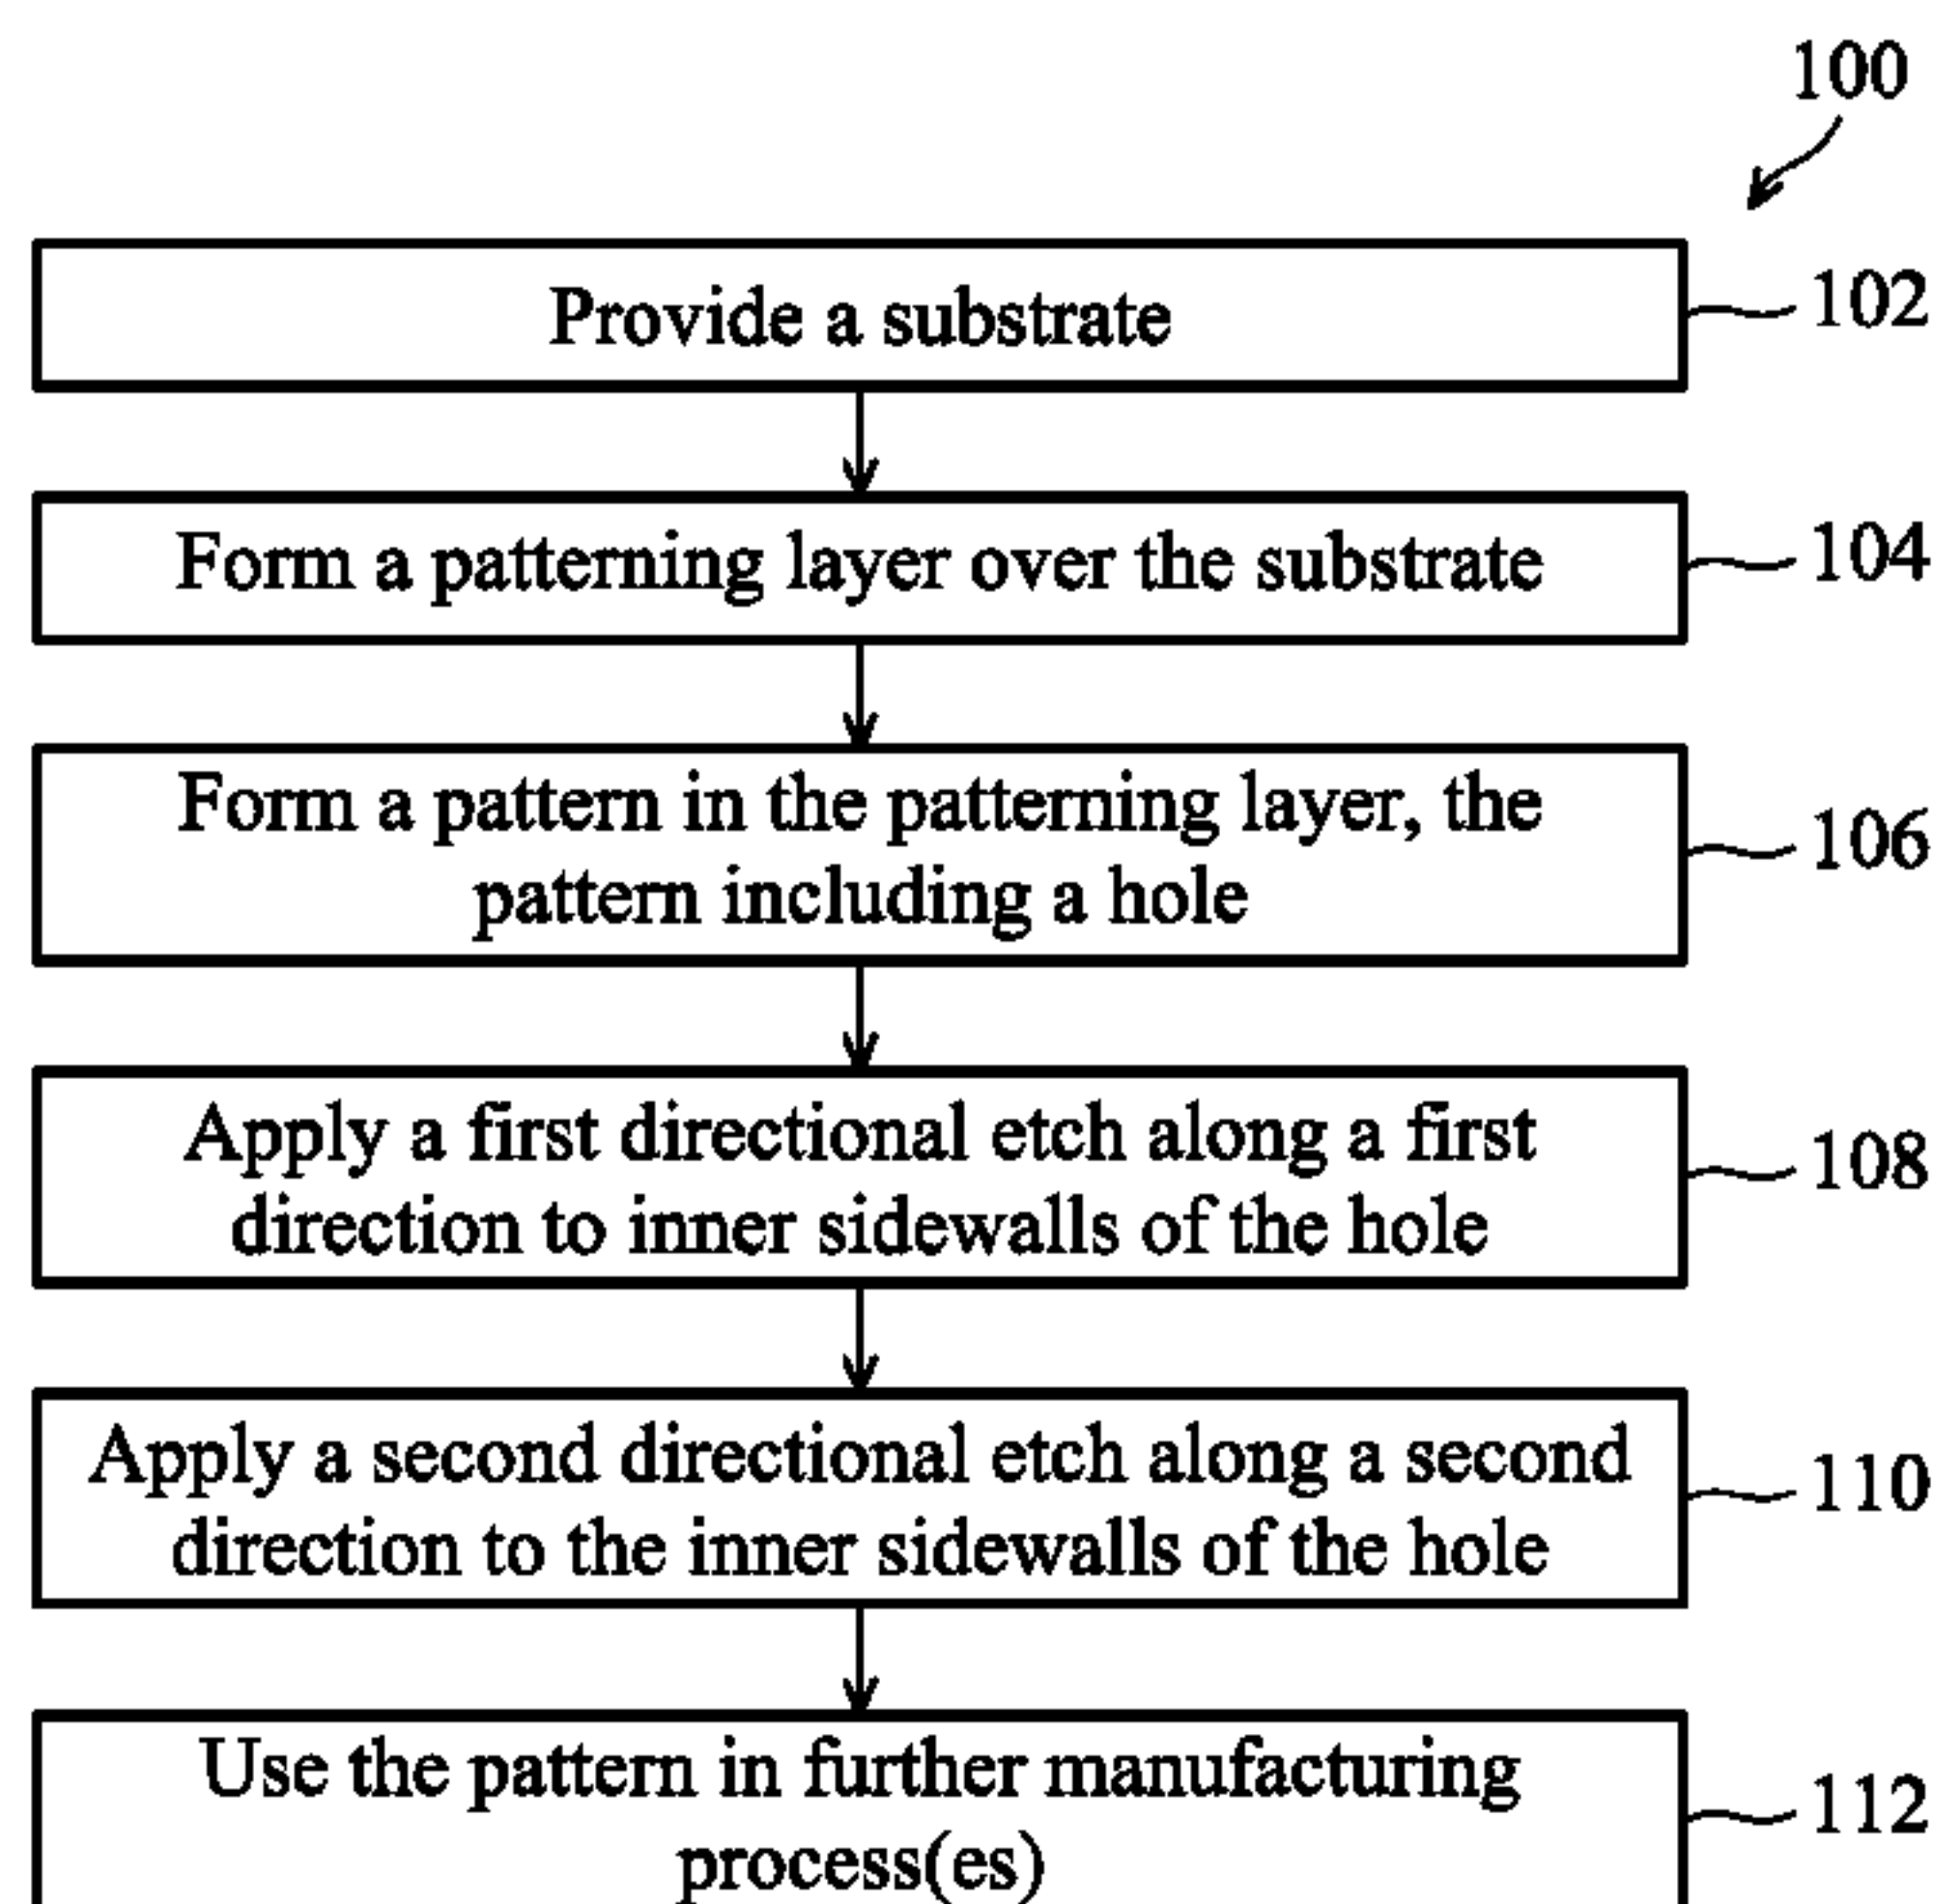 100
Provide a substrate
102
Form a patterning layer over the substrate
104
Form a pattern in the patterning layer, the
pattern including a hole
106
Apply a first directional etch along a first
direction to inner sidewalls of the hole
108
Apply a second directional etch along a second
direction to the inner sidewalls of the hole
110
Use the pattern in further manufacturing
process(es)
112